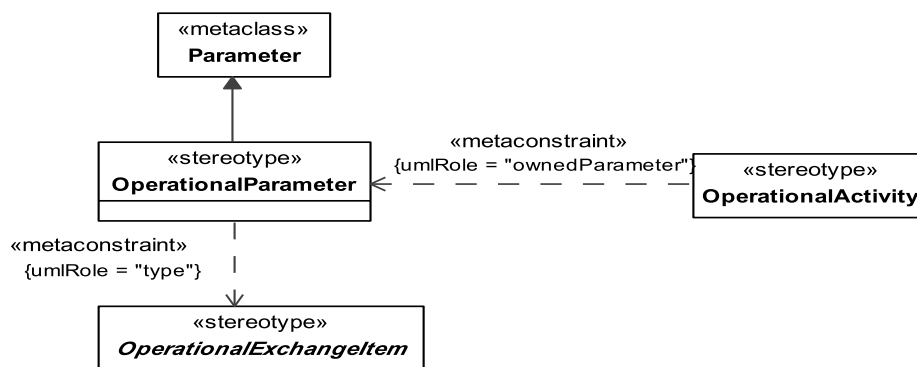 «metaclass»
Parameter
«stereotype»
OperationalParameter
«metaconstraint»
{umlRole = "ownedParameter"}
«stereotype»
OperationalActivity
«metaconstraint»
{umlRole = "type"}
«stereotype»
OperationalExchangeItem